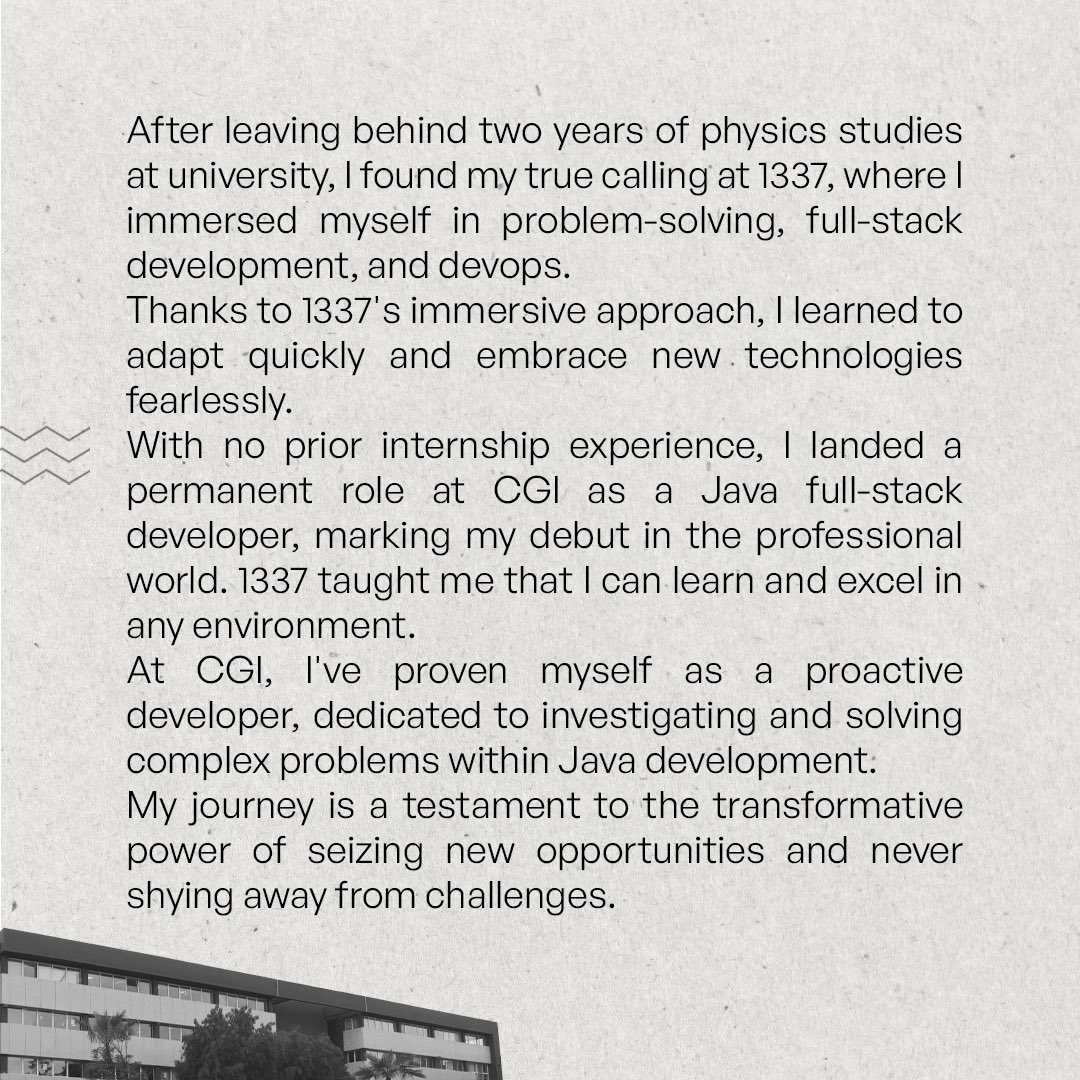 After leaving behind two years of physics studies
at university, I found my true calling at 1337, where I
immersed myself in problem-solving, full-stack
development, and devops.
Thanks to 1337's immersive approach, I learned to
adapt quickly and embrace new technologies
fearlessly.
With no prior internship experience, I landed a
permanent role at CGI as a Java full-stack
developer, marking my debut in the professional
world. 1337 taught me that I can learn and excel in
any environment.
At CGI, I've proven myself as a proactive
developer, dedicated to investigating and solving
complex problems within Java development.
My journey is a testament to the transformative
power of seizing new opportunities and never
shying away from challenges.